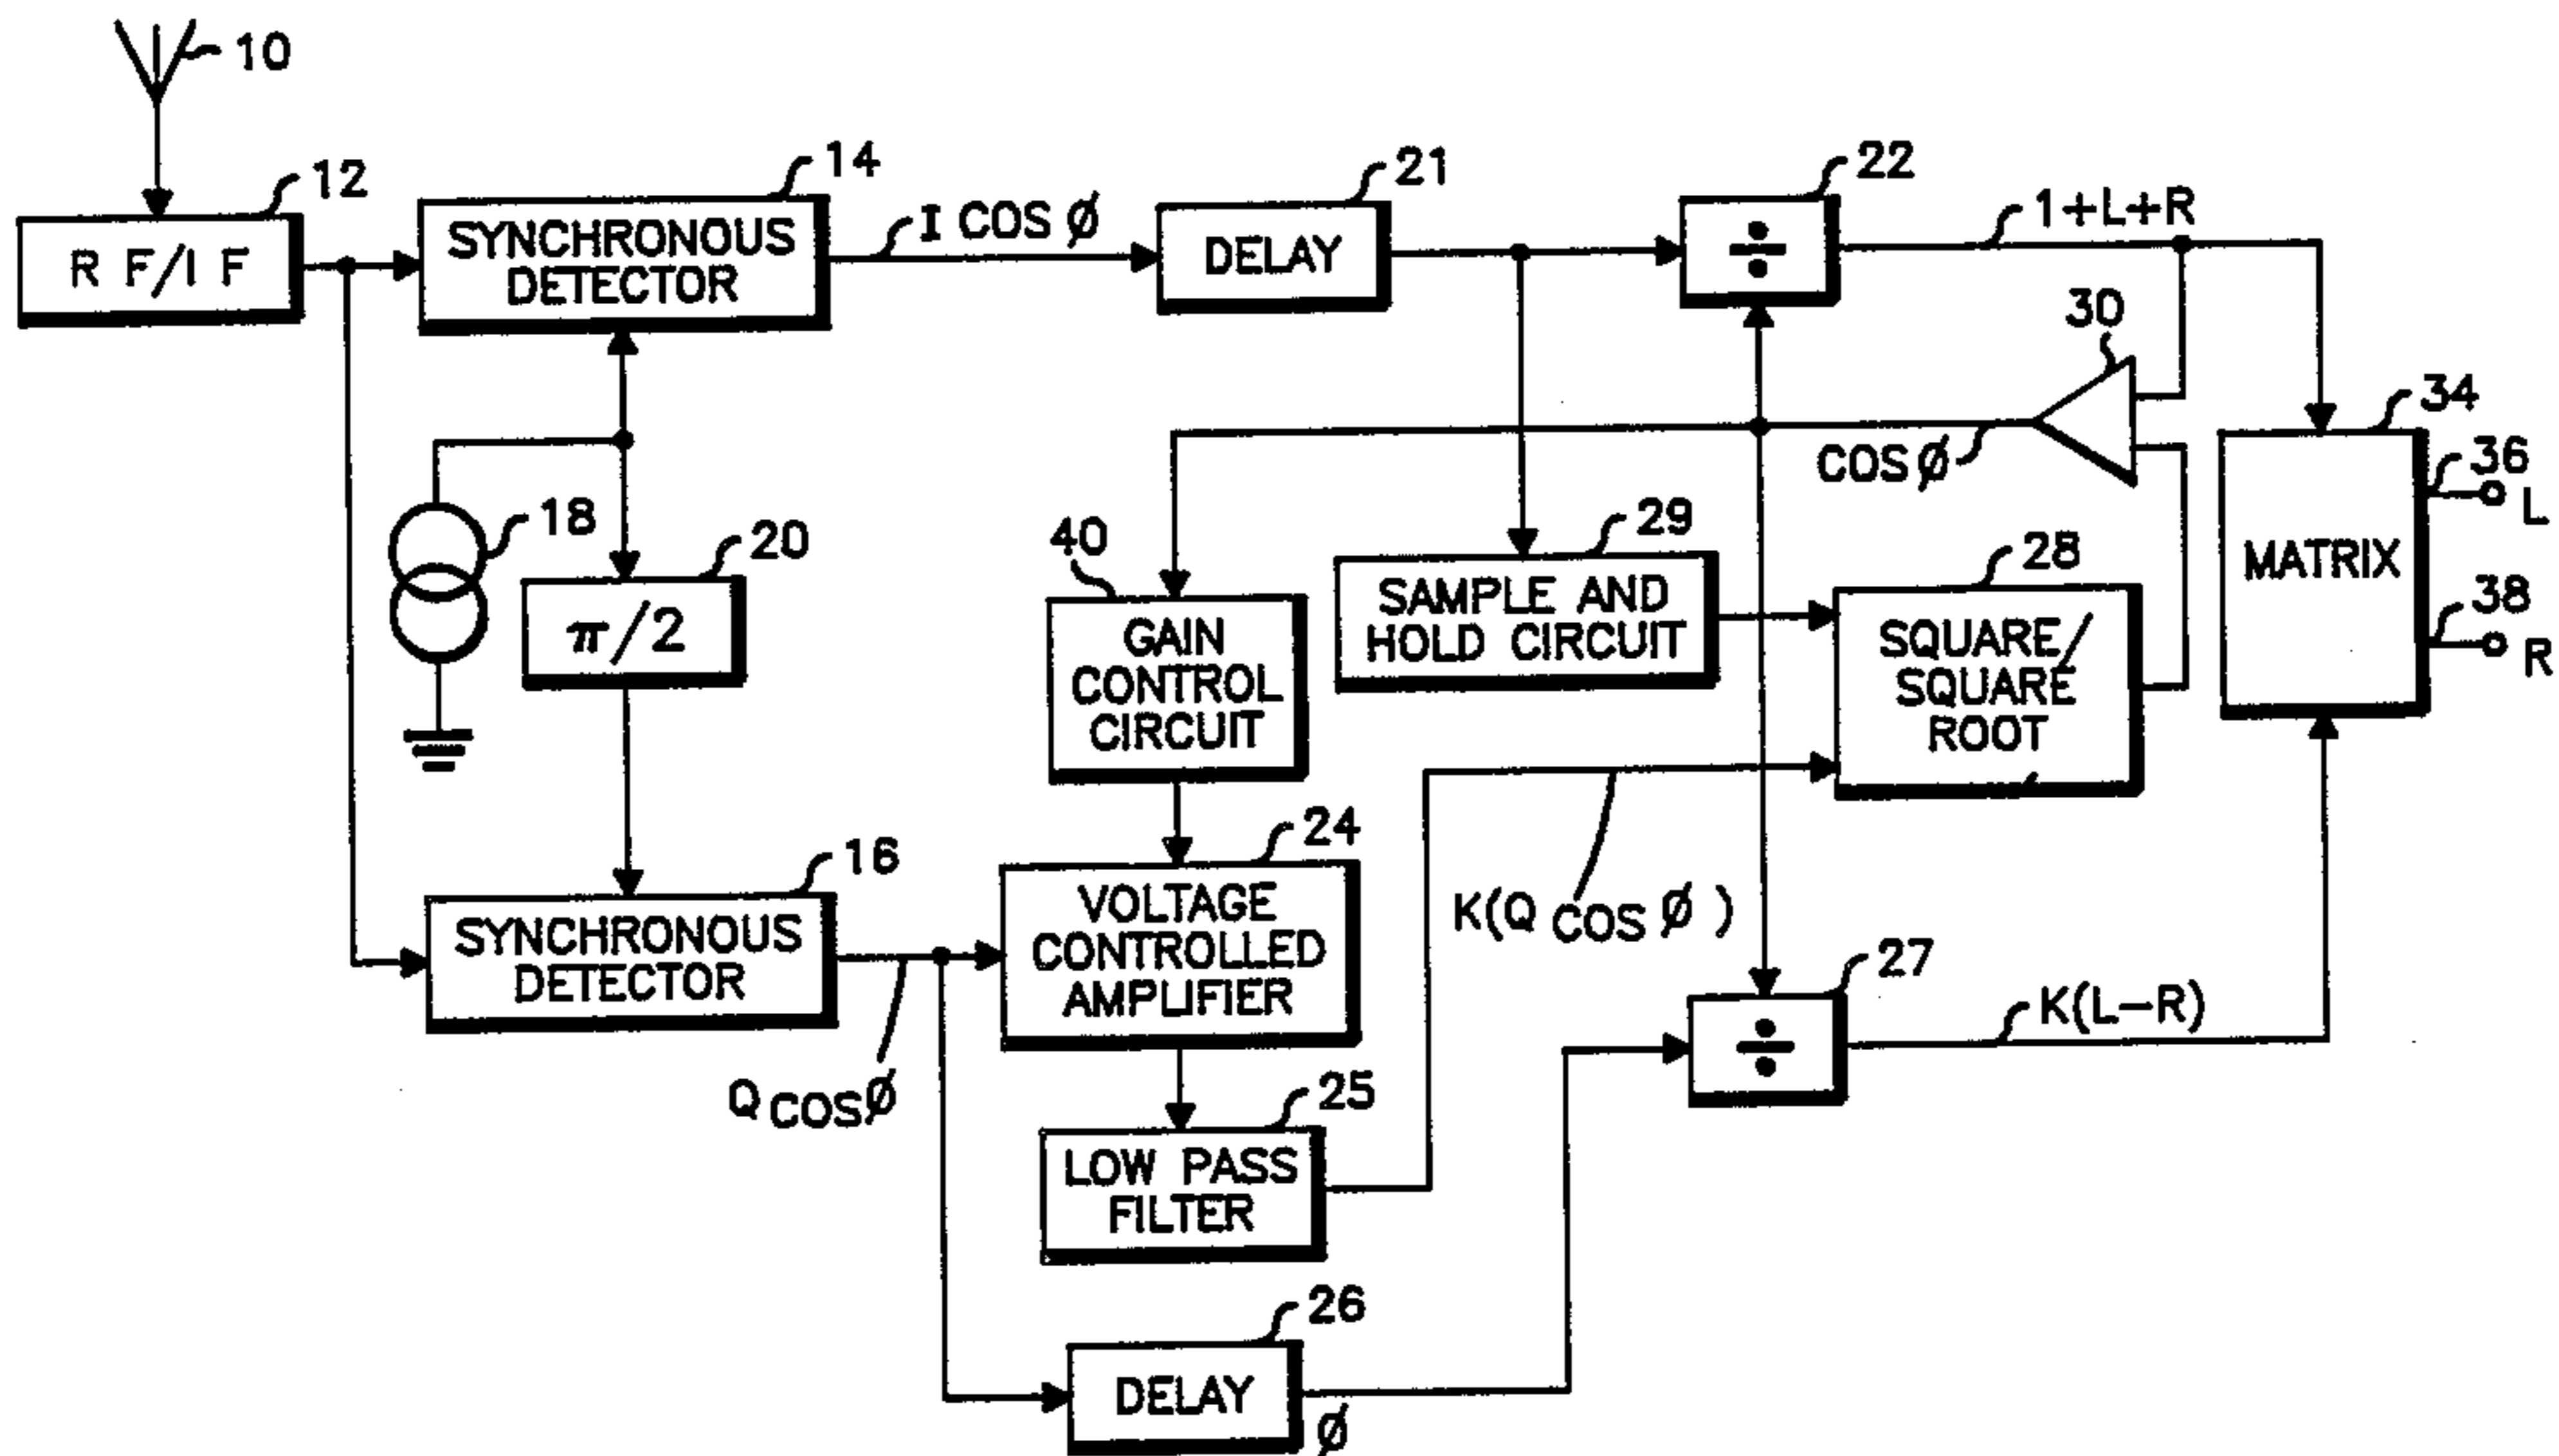 10
12
R F/I F
14
SYNCHRONOUS
DETECTOR
I COS Ø
21
DELAY
22
÷
1+L+R
30
COS Ø
34
MATRIX
36
L
38
R
18
20
π/2
40
GAIN
CONTROL
CIRCUIT
29
SAMPLE AND
HOLD CIRCUIT
28
SQUARE/
SQUARE
ROOT
16
SYNCHRONOUS
DETECTOR
Q COS Ø
24
VOLTAGE
CONTROLLED
AMPLIFIER
K(Q COS Ø )
27
÷
K(L-R)
25
LOW PASS
FILTER
26
DELAY
Ø